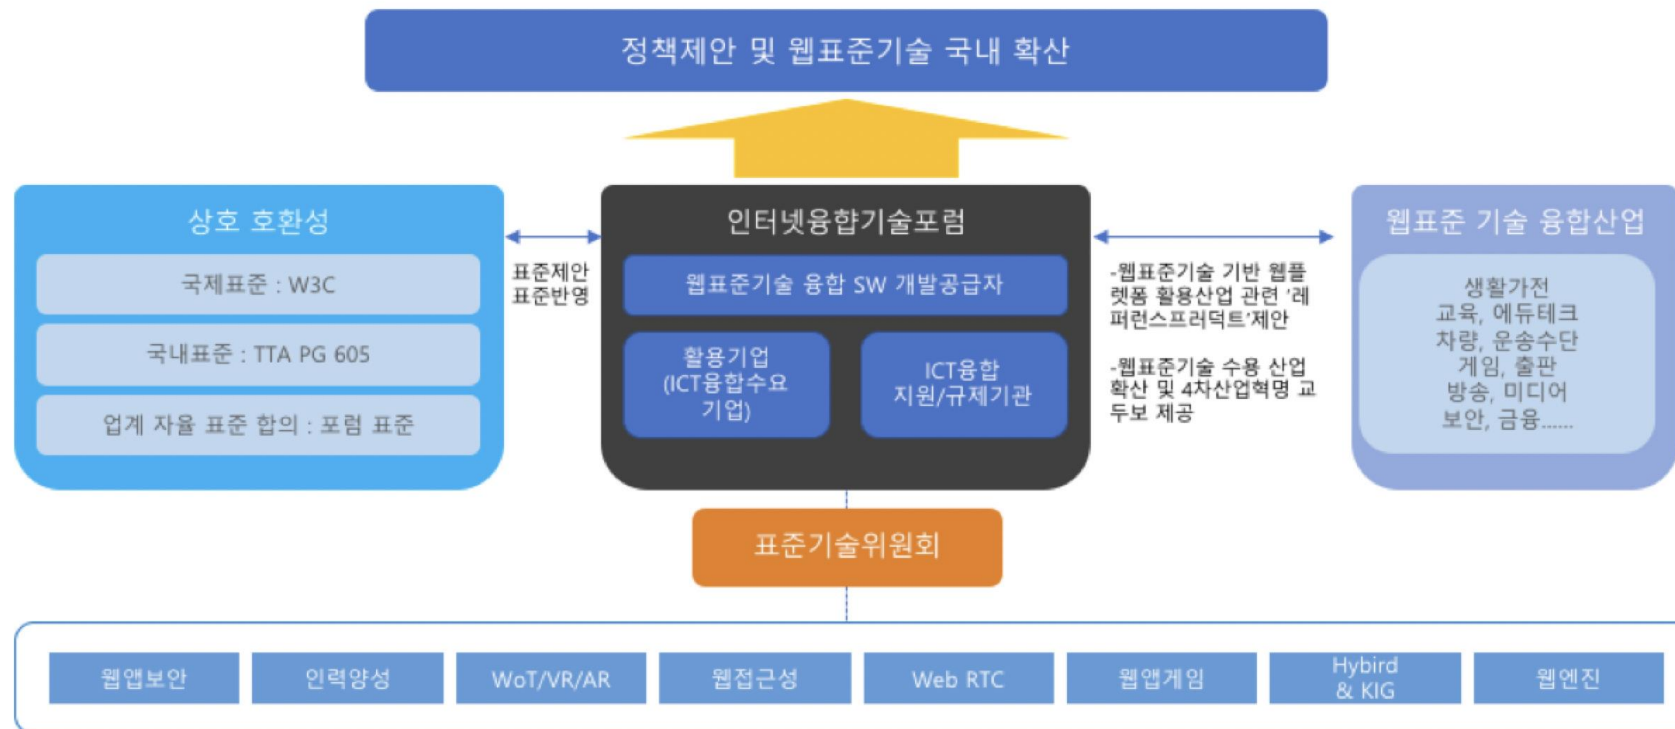 정책제안 및 웹표준기술 국내 확산
상호 호환성
국제표준 : W3C
국내표준 : TTA PG 605
업계 자율 표준 합의 : 포럼 표준
표준제안
표준반영
인터넷융햡기술포럼
웹표준기술 융합 SW 개발공급자
활용기업
(ICT융합수요
기업)
ICT융합
지원/규제기관
-웹표준기술 기반 웹플
렛폼 활용산업 관련 '레
퍼런스프러덕트'제안
-웹표준기술 수용 산업
확산 및 4차산업혁명 교
두보 제공
웹표준 기술 융합산업
생활가전
교육, 에듀테크
차량, 운송수단
게임, 출판
방송, 미디어
보안, 금융......
표준기술위원회
웹앱보안
인력양성
WoT/VR/AR
웹접근성
Web RTC
웹앱게임
Hybird
& KIG
웹엔진